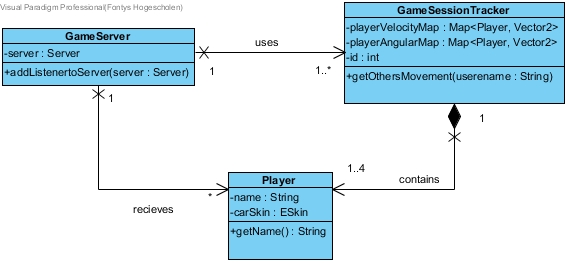 Visual Paradigm Professional(Fontys Hogescholen)
GameServer
-server : Server
+addListenertoServer(server : Server)
uses
1
1..*
GameSessionTracker
-playerVelocityMap : Map<Player, Vector2>
-playerAngularMap : Map<Player, Vector2>
-id : int
+getOthersMovement(userename : String)
1
1
1..4
contains
*
recieves
Player
-name : String
-carSkin : ESkin
+getName() : String